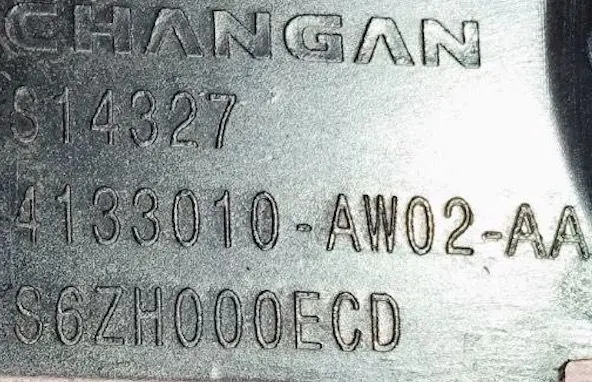 CHANGAN
S14327
4133010-AW02-AA
S6ZH000ECD